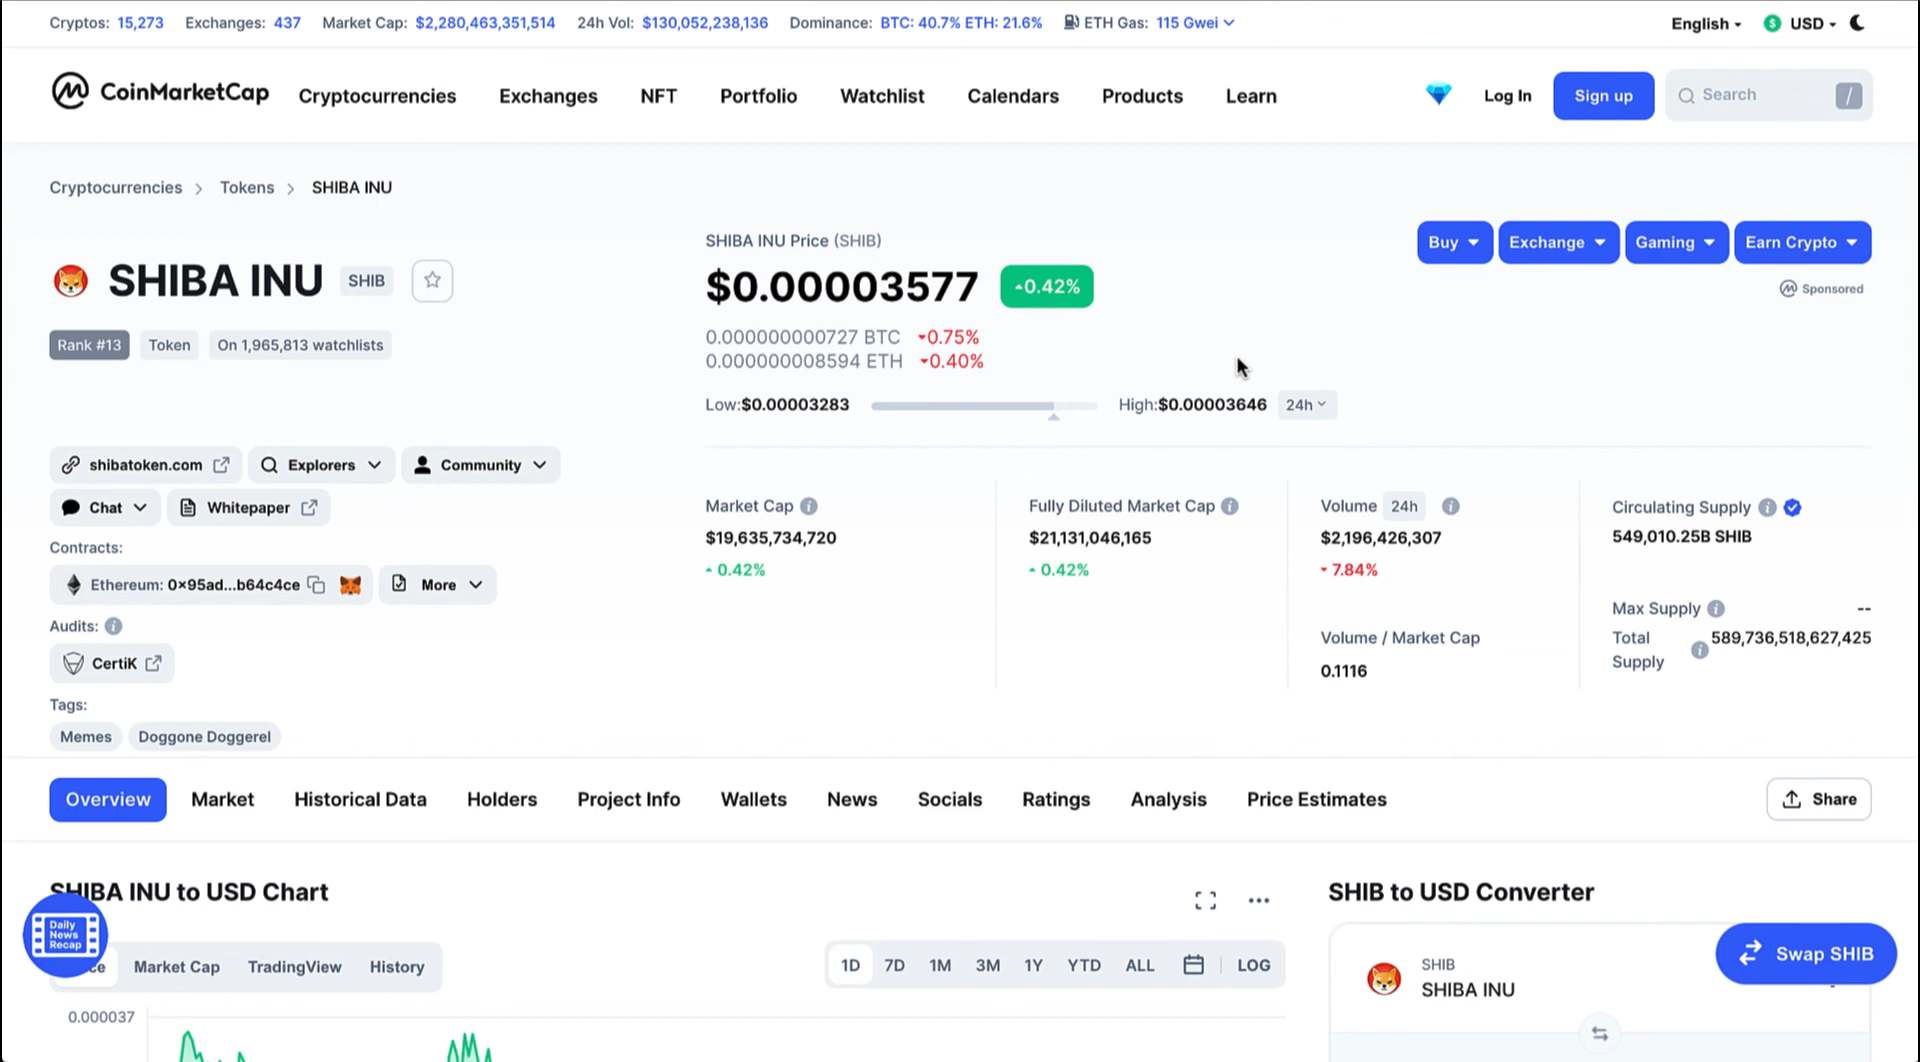 Cryptos: 15,273 Exchanges: 437 Market Cap: $2,280,463,351,514 24h Vol: $130,052,238,136 Dominance: BTC: 40.7% ETH: 21.6% ETH Gas: 115 Gwei English USD
CoinMarketCap Cryptocurrencies Exchanges NFT Portfolio Watchlist Calendars Products Learn Log In Sign up Search /
Cryptocurrencies > Tokens > SHIBA INU
SHIBA INU SHIB
Rank #13 Token On 1,965,813 watchlists
shibatoken.com Explorers Community
Chat Whitepaper
Contracts:
Ethereum: 0×95ad...b64c4ce More
Audits:
CertiK
Tags:
Memes Doggone Doggerel
SHIBA INU Price (SHIB)
$0.00003577 0.42%
0.000000000727 BTC 0.75%
0.000000008594 ETH 0.40%
Low:$0.00003283 High:$0.00003646 24h
Buy Exchange Gaming Earn Crypto
Sponsored
Market Cap
$19,635,734,720
0.42%
Fully Diluted Market Cap
$21,131,046,165
0.42%
Volume 24h
$2,196,426,307
7.84%
Volume / Market Cap
0.1116
Circulating Supply
549,010.25B SHIB
Max Supply --
Total Supply 589,736,518,627,425
Overview Market Historical Data Holders Project Info Wallets News Socials Ratings Analysis Price Estimates Share
SHIBA INU to USD Chart
Daily
News
Recap
Market Cap TradingView History 1D 7D 1M 3M 1Y YTD ALL LOG
0.000037
SHIB to USD Converter
SHIB
SHIBA INU
Swap SHIB